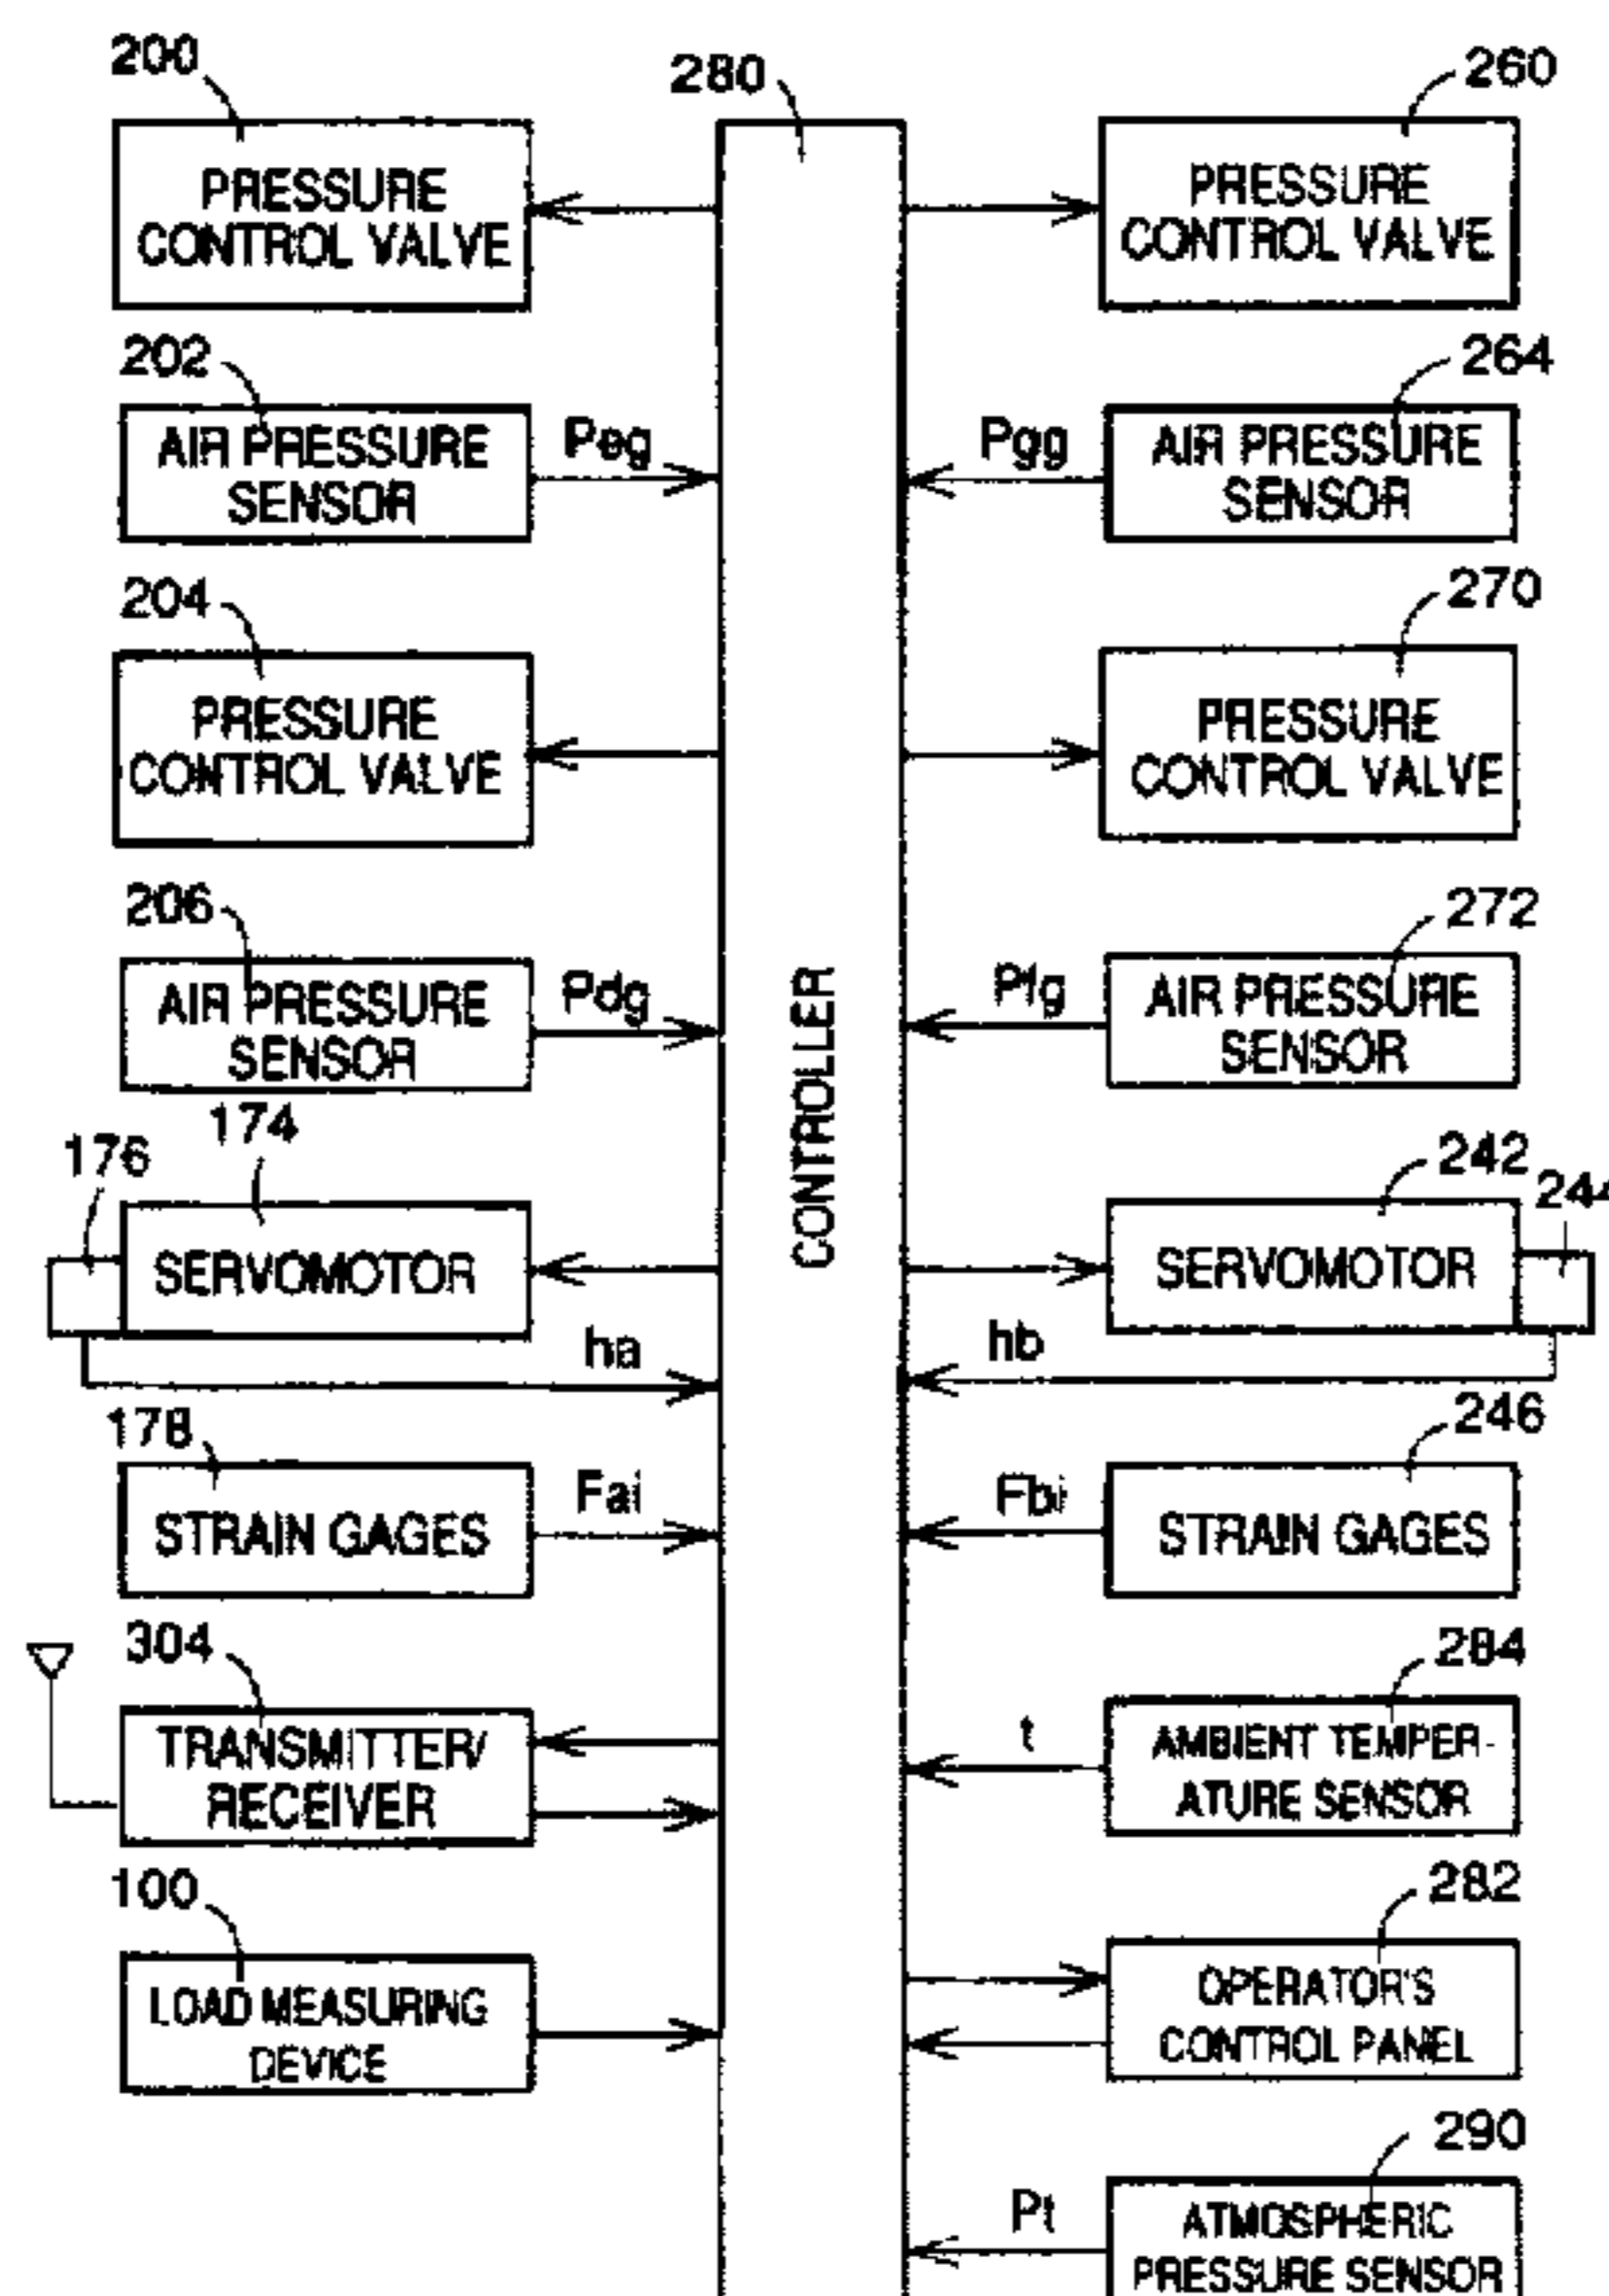 200
280
260
PRESSURE
CONTROL VALVE
PRESSURE
CONTROL VALVE
202
264
AIR PRESSURE
SENSOR
Peg
Pgg
AIR PRESSURE
SENSOR
204
270
PRESSURE
CONTROL VALVE
PRESSURE
CONTROL VALVE
206
272
AIR PRESSURE
SENSOR
Pdg
CONTROLLER
Pfg
AIR PRESSURE
SENSOR
176
174
242
244
SERVOMOTOR
SERVOMOTOR
ha
hb
178
246
STRAIN GAGES
Fai
Fbi
STRAIN GAGES
304
284
TRANSMITTER/
RECEIVER
t
AMBIENT TEMPER-
ATURE SENSOR
100
282
LOAD MEASURING
DEVICE
OPERATOR'S
CONTROL PANEL
290
Pt
ATMOSPHERIC
PRESSURE SENSOR